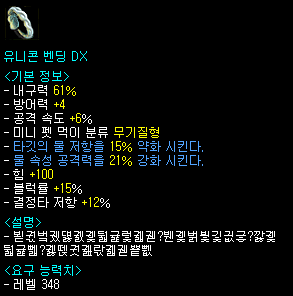 유니콘 벤딩 DX
<기본 정보>
- 내구력 61%
- 방어력 +4
- 공격 속도 +6%
- 미니 펫 먹이 분류 무기질형
- 타깃의 물 저항을 15% 약화 시킨다.
- 물 속성 공격력을 21% 강화 시킨다.
- 힘 +100
- 블럭률 +15%
- 결정타 저항 +12%
<설명>
<요구 능력치>
- 레벨 348